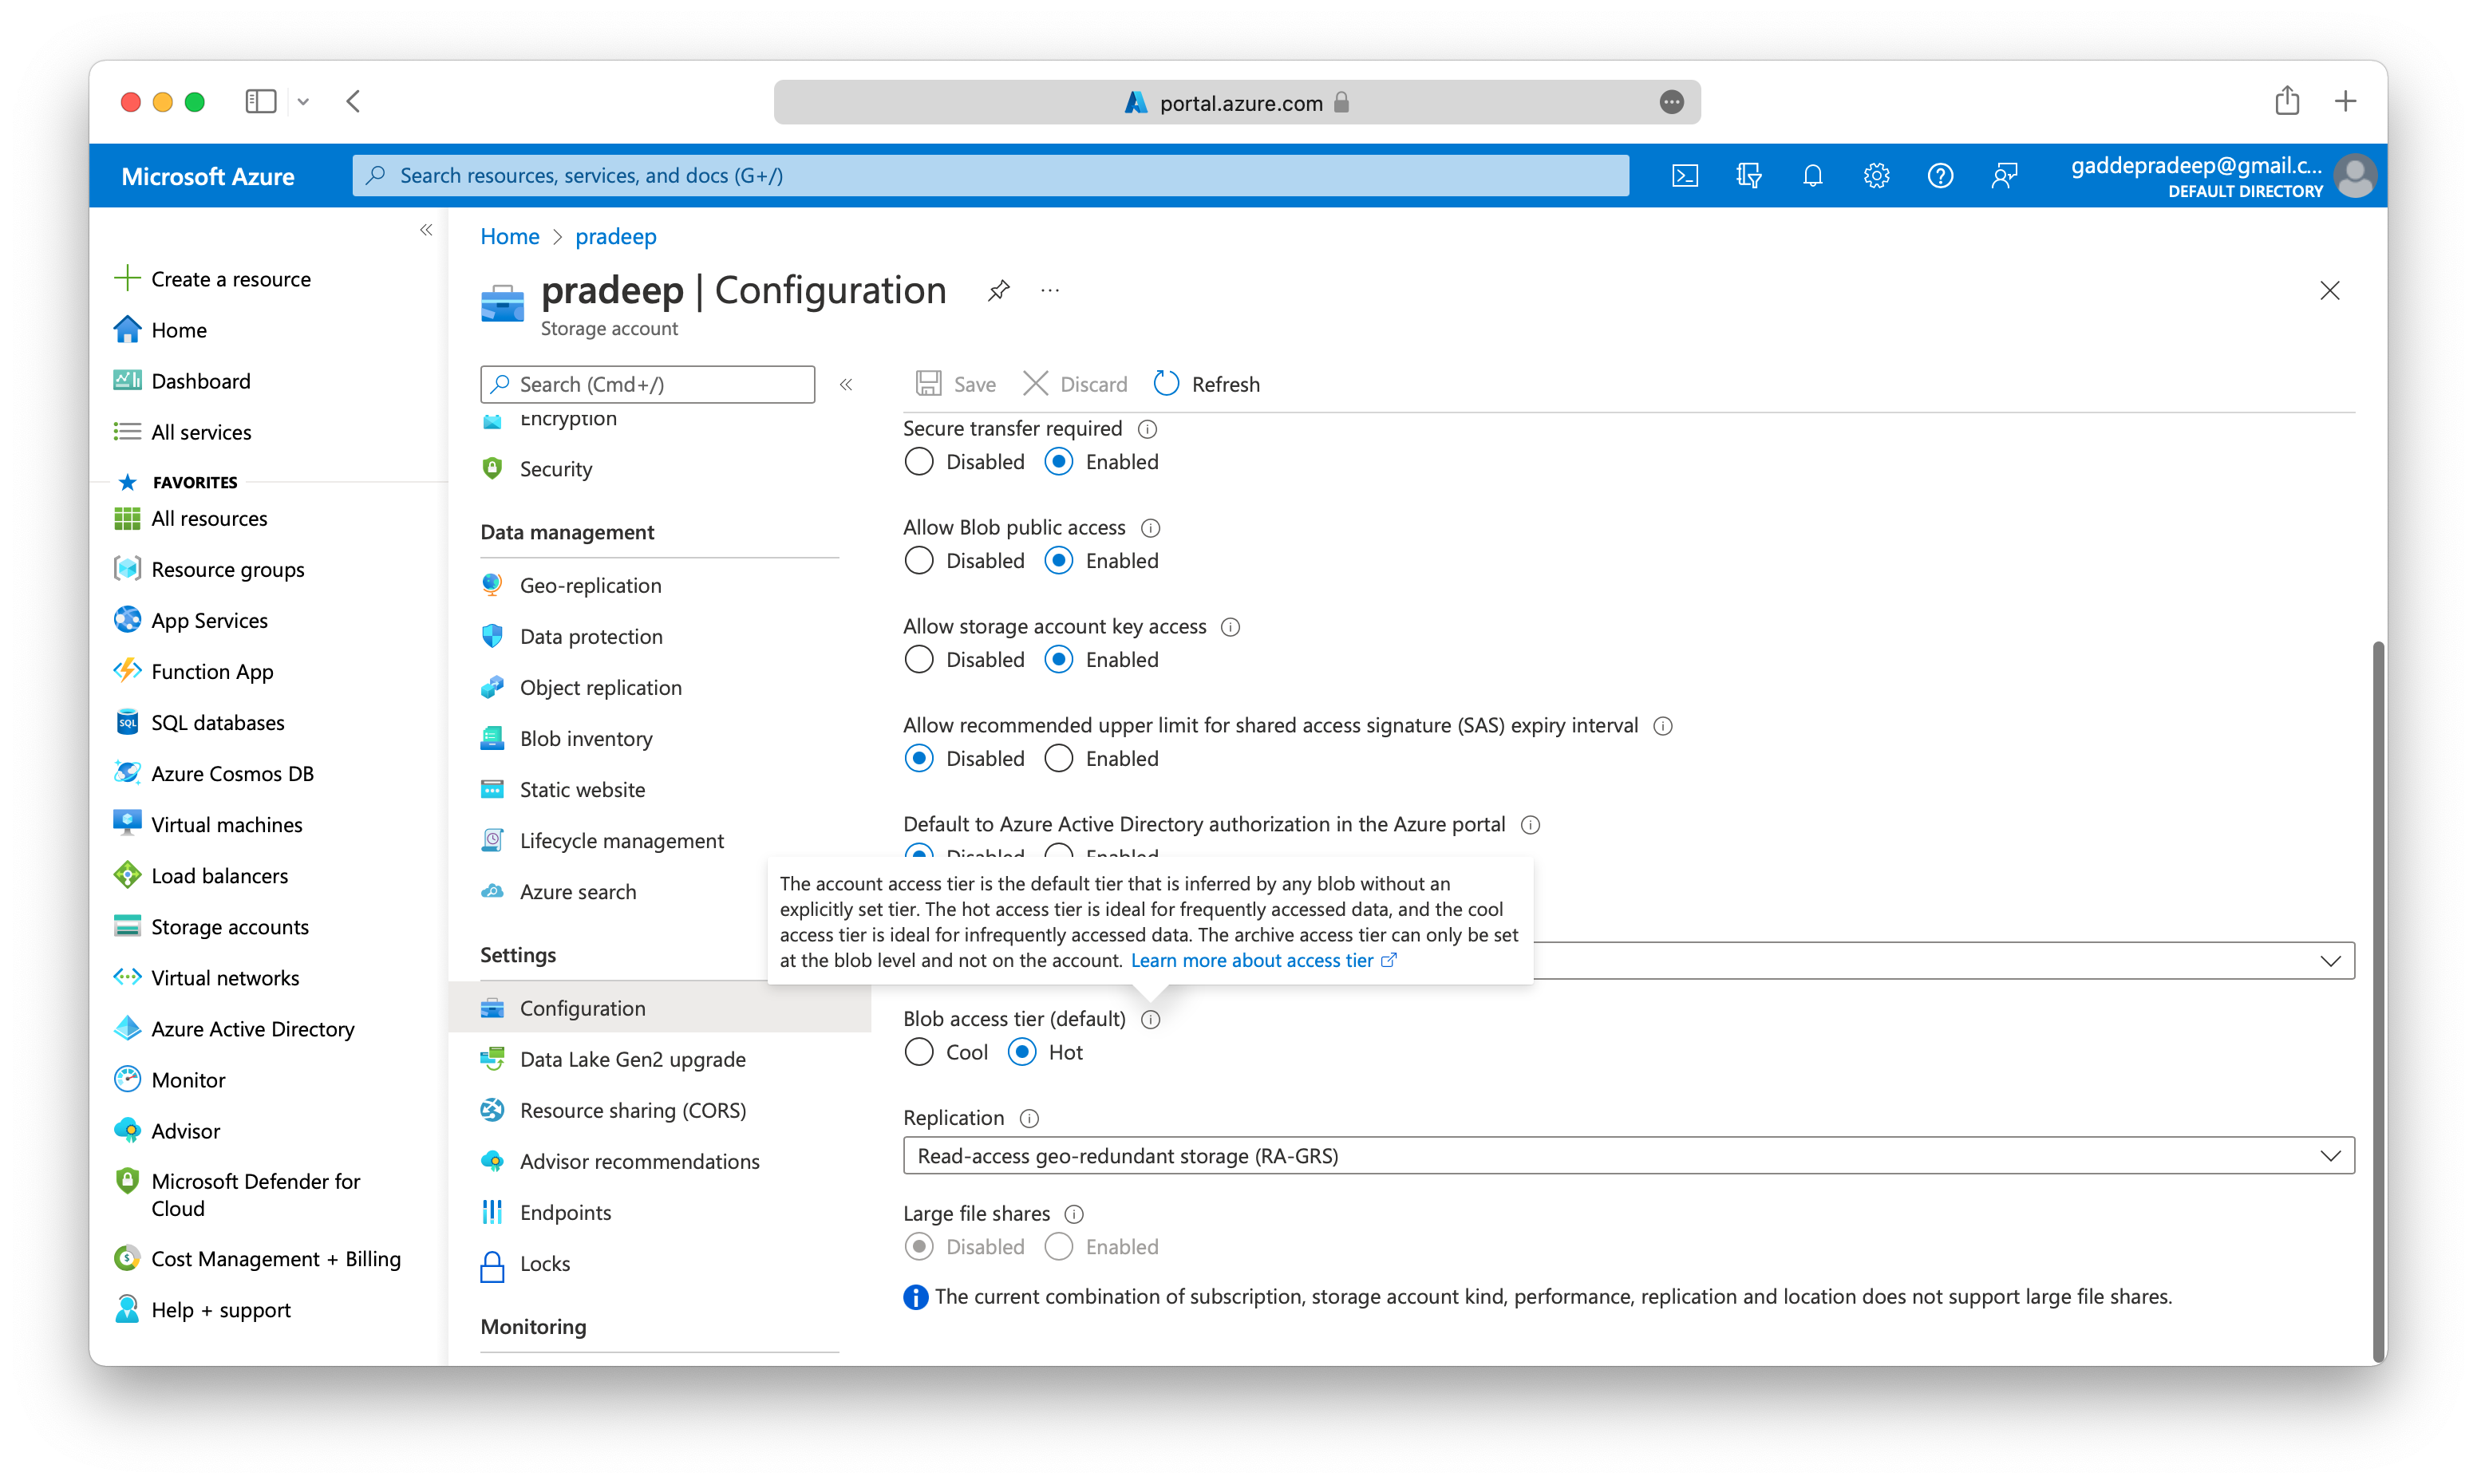 portal.azure.com
Microsoft Azure
Search resources, services, and docs (G+/)
gaddepradeep@gmail.c...
DEFAULT DIRECTORY
Create a resource
Home
Dashboard
All services
FAVORITES
All resources
Resource groups
App Services
Function App
SQL databases
Azure Cosmos DB
Virtual machines
Load balancers
Storage accounts
Virtual networks
Azure Active Directory
Monitor
Advisor
Microsoft Defender for
Cloud
Cost Management + Billing
Help + support
Home > pradeep
pradeep | Configuration
Storage account
Search (Cmd+/)
Encryption
Security
Data management
Geo-replication
Data protection
Object replication
Blob inventory
Static website
Lifecycle management
Azure search
Settings
Configuration
Data Lake Gen2 upgrade
Resource sharing (CORS)
Advisor recommendations
Endpoints
Locks
Monitoring
Save Discard Refresh
Secure transfer required
Disabled Enabled
Allow Blob public access
Disabled Enabled
Allow storage account key access
Disabled Enabled
Allow recommended upper limit for shared access signature (SAS) expiry interval
Disabled Enabled
Default to Azure Active Directory authorization in the Azure portal
Disabled Enabled
The account access tier is the default tier that is inferred by any blob without an
explicitly set tier. The hot access tier is ideal for frequently accessed data, and the cool
access tier is ideal for infrequently accessed data. The archive access tier can only be set
at the blob level and not on the account. Learn more about access tier
Blob access tier (default)
Cool Hot
Replication
Read-access geo-redundant storage (RA-GRS)
Large file shares
Disabled Enabled
The current combination of subscription, storage account kind, performance, replication and location does not support large file shares.